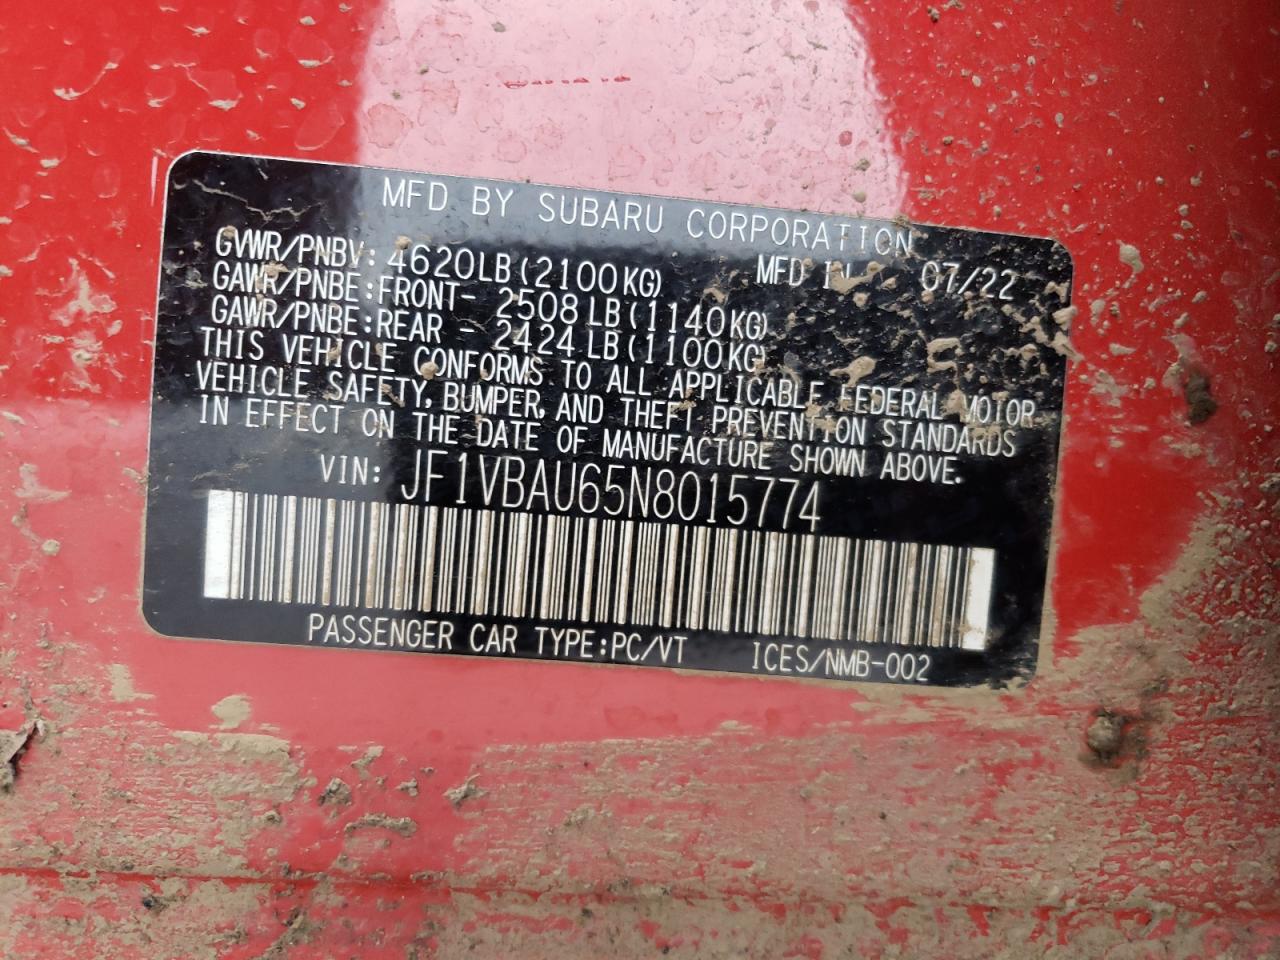 MFD BY SUBARU CORPORATION
GVWR/PNBV: 4620LB(2100KG) MFD IN 07/22
GAWR/PNBE:FRONT- 2508LB(1140KG)
GAWR/PNBE:REAR - 2424LB(1100KG)
THIS VEHICLE CONFORMS TO ALL APPLICABLE FEDERAL MOTOR
VEHICLE SAFETY, BUMPER, AND THEFT PREVENTION STANDARDS
IN EFFECT ON THE DATE OF MANUFACTURE SHOWN ABOVE.
VIN: JF1VBAU65N8015774
PASSENGER CAR TYPE:PC/VT ICES/NMB-002